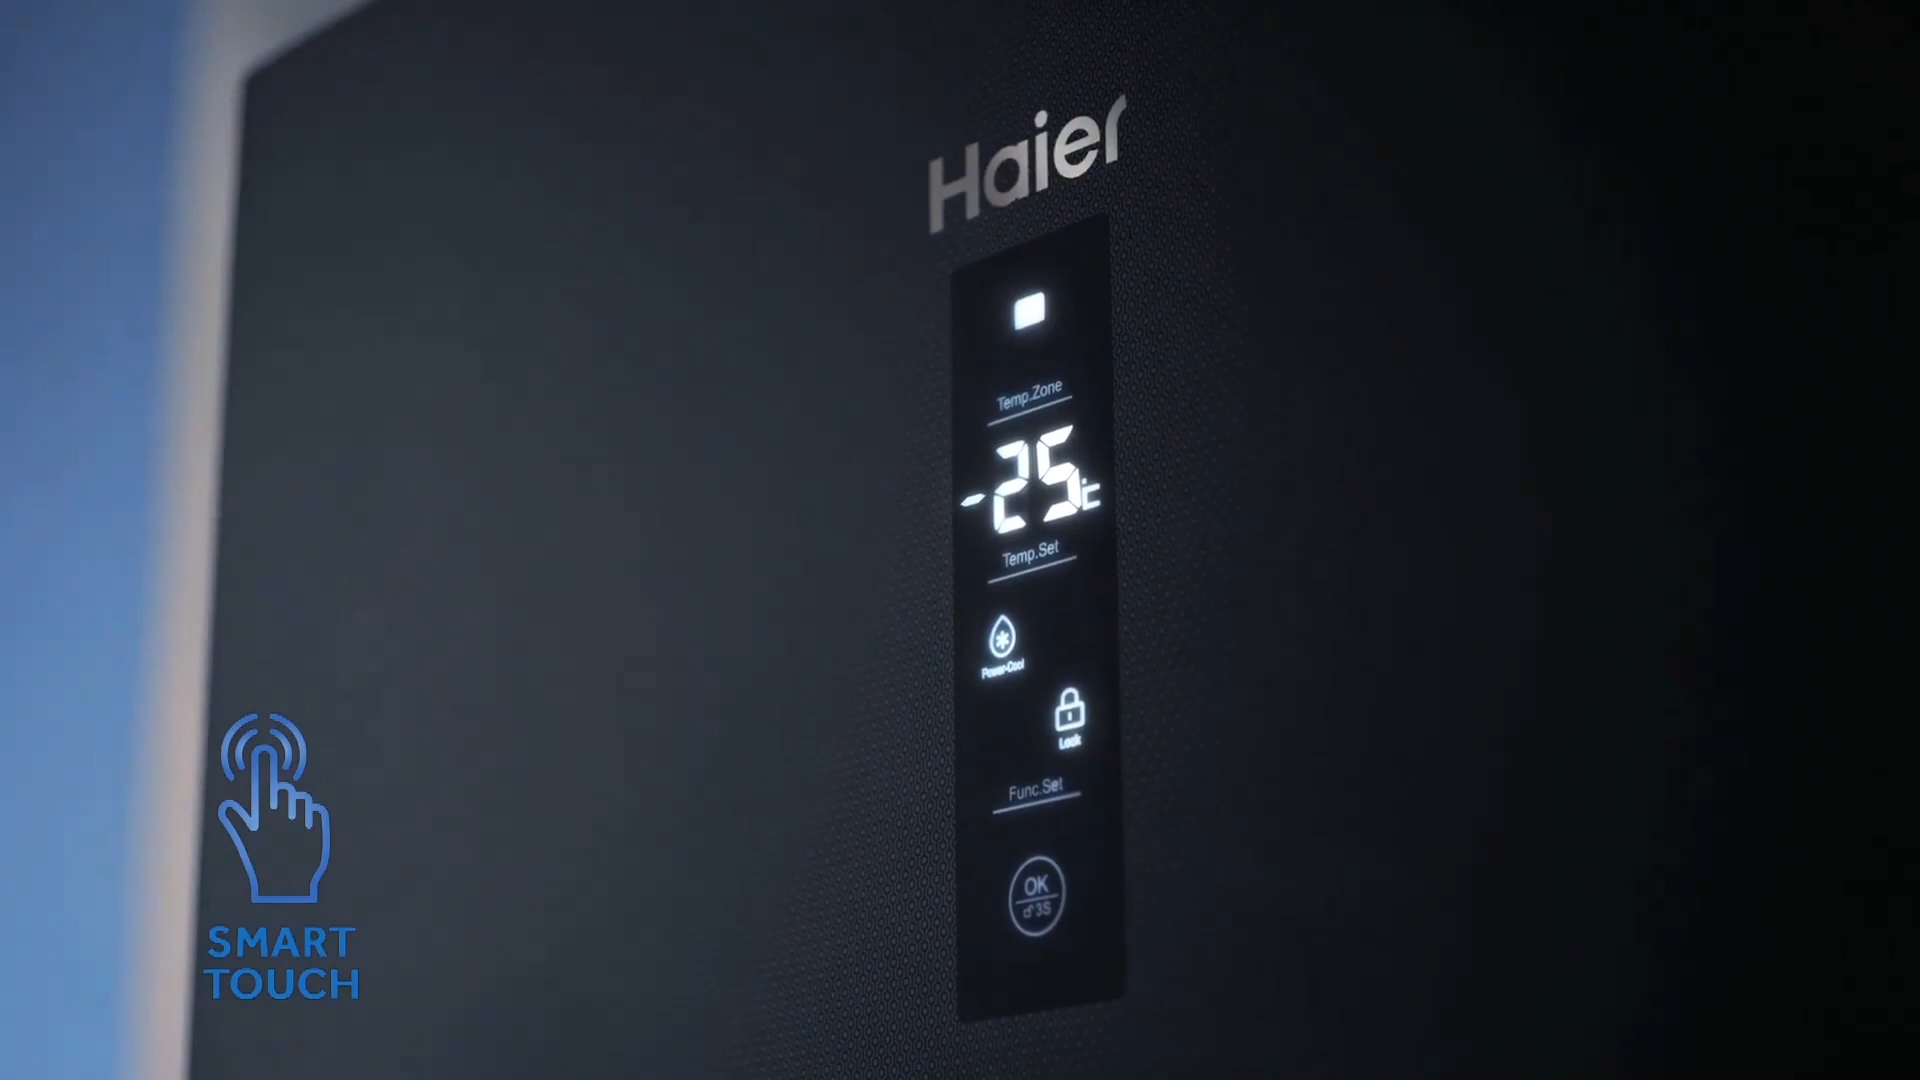 Haier
Temp.Zone
-25°C
Temp.Set
Power-Cool
Lock
Func.Set
OK
3S
SMART
TOUCH